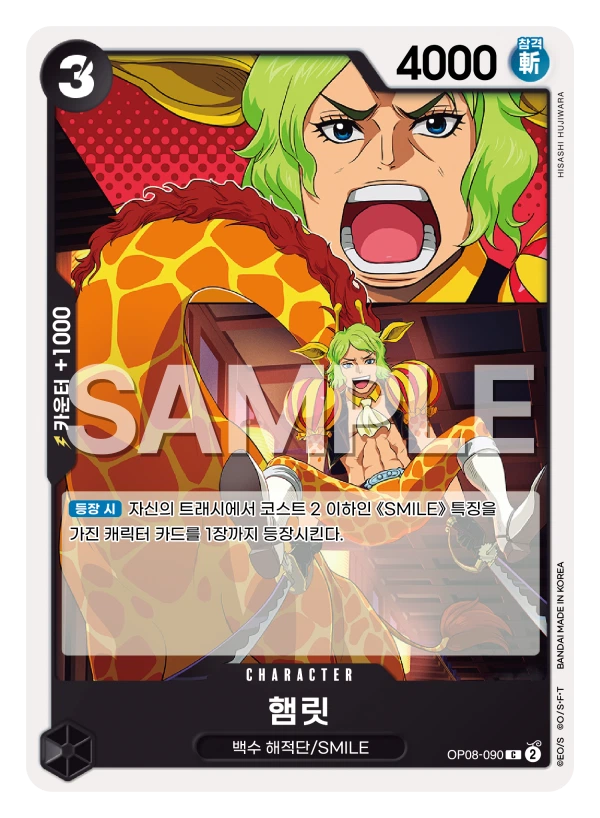 3
4000
참격
斬
HISASHI HUJIWARA
카운터 +1000
SAMPLE
등장 시 자신의 트래시에서 코스트 2 이하인 《SMILE》 특징을
가진 캐릭터 카드를 1장까지 등장시킨다.
CHARACTER
햄릿
백수 해적단/SMILE
OP08-090 C 2
©EO/S ©O/S·F·T BANDAI MADE IN KOREA